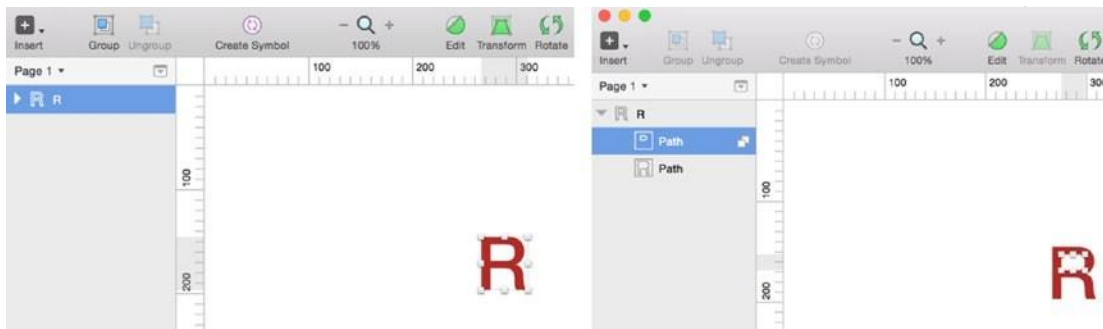 Insert Group Ungroup Create Symbol 100% Edit Transform Rotate
Page 1
100 200 300
R
100
200
R
Insert Group Ungroup Create Symbol 100% Edit Transform Rotate
Page 1
100 200 30
R
Path
Path
100
200
R